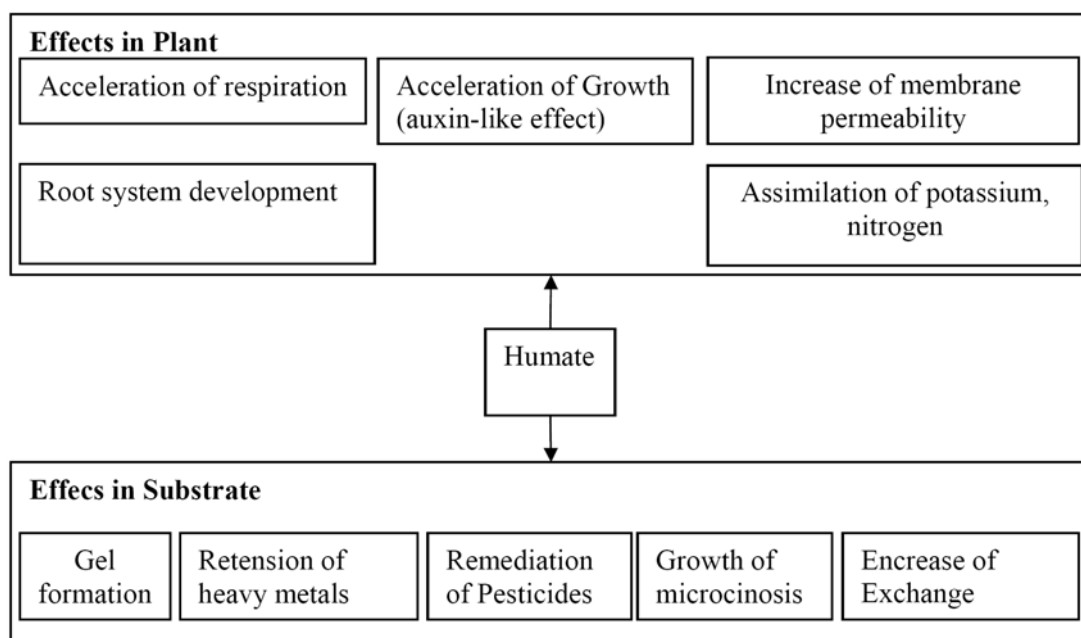 Effects in Plant
Acceleration of respiration
Acceleration of Growth
(auxin-like effect)
Increase of membrane
permeability
Root system development
Assimilation of potassium,
nitrogen
Humate
Effecs in Substrate
Gel
formation
Retension of
heavy metals
Remediation
of Pesticides
Growth of
microcinosis
Encrease of
Exchange